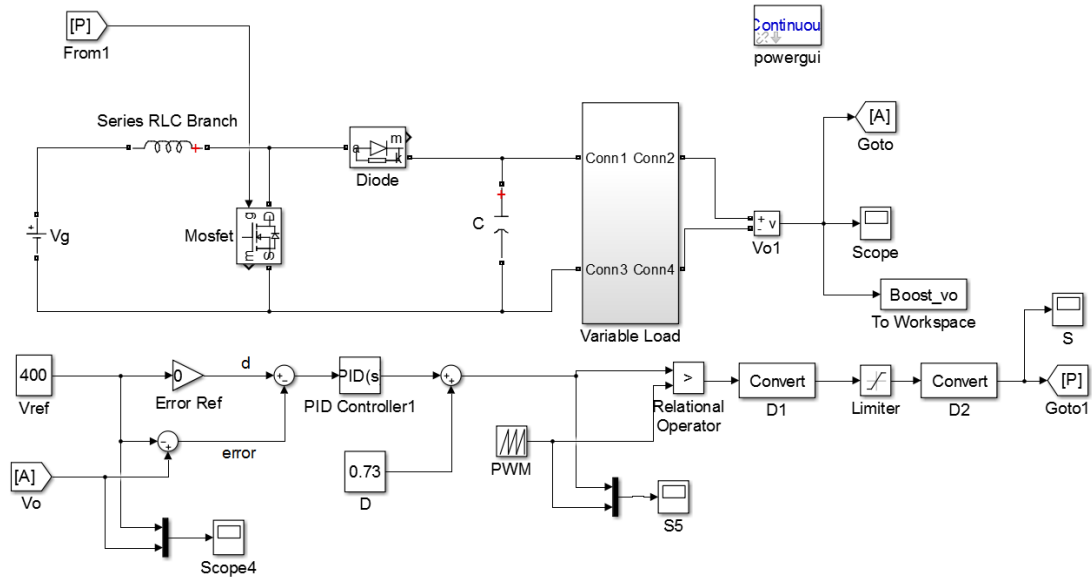 [P]
From1
Continuou
powergui
Series RLC Branch
Vg
g
D
m
S
Mosfet
m
a
k
Diode
C
+
Conn1 Conn2
Conn3 Conn4
Variable Load
+
-
v
Vo1
[A]
Goto
Scope
Boost_vo
To Workspace
S
400
Vref
0
Error Ref
d
PID(s
PID Controller1
error
[A]
Vo
Scope4
0.73
D
PWM
>
Relational
Operator
S5
Convert
D1
Limiter
Convert
D2
[P]
Goto1